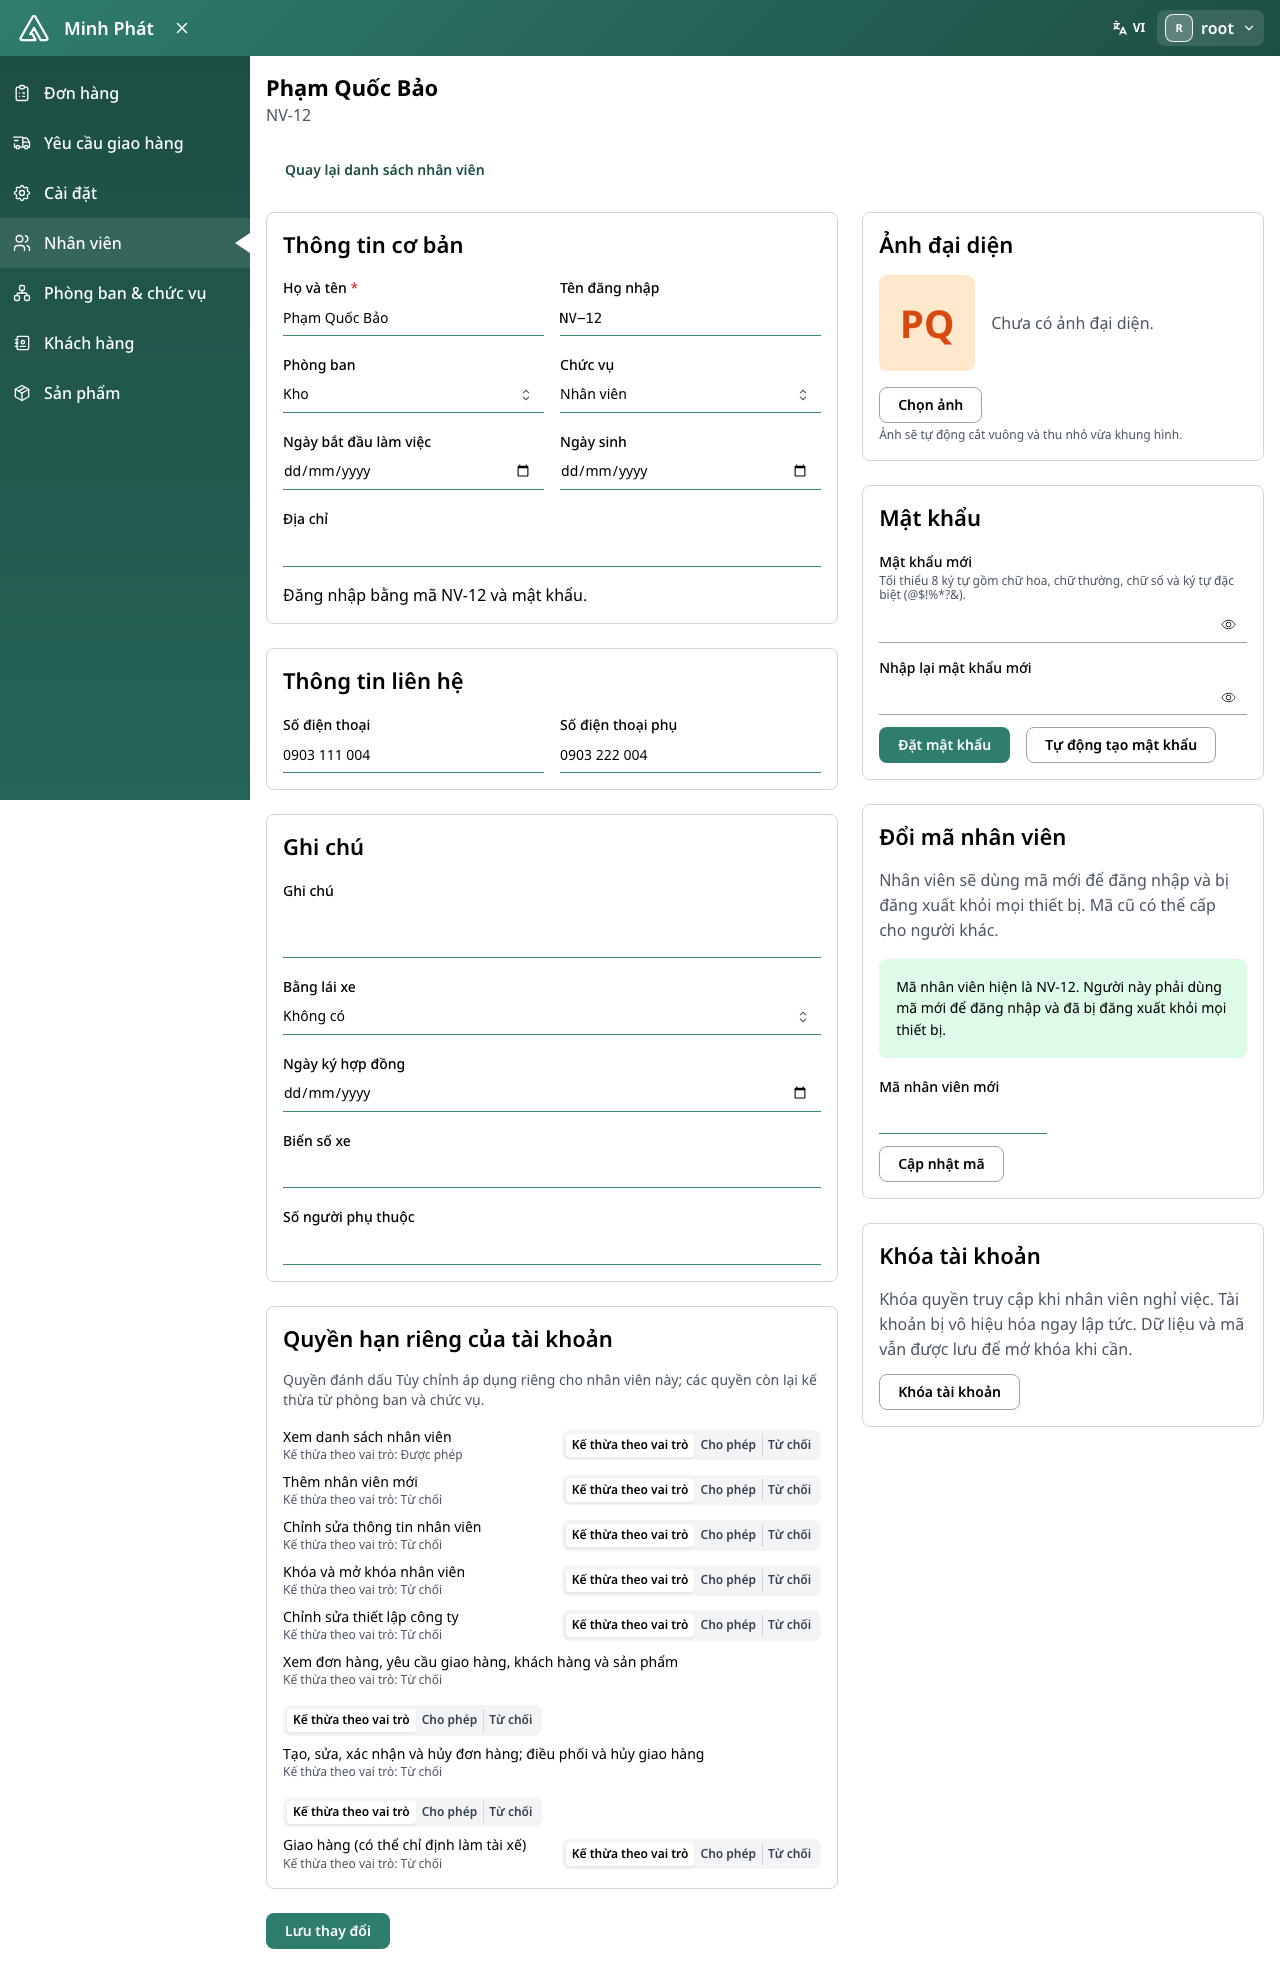 Minh Phát
VI
R
root
Đơn hàng
Yêu cầu giao hàng
Cài đặt
Nhân viên
Phòng ban & chức vụ
Khách hàng
Sản phẩm
Phạm Quốc Bảo
NV-12
Quay lại danh sách nhân viên
Thông tin cơ bản
Họ và tên *
Tên đăng nhập
Phạm Quốc Bảo
NV–12
Phòng ban
Chức vụ
Kho
Nhân viên
Ngày bắt đầu làm việc
Ngày sinh
dd/mm/yyyy
dd/mm/yyyy
Địa chỉ
Đăng nhập bằng mã NV-12 và mật khẩu.
Thông tin liên hệ
Số điện thoại
Số điện thoại phụ
0903 111 004
0903 222 004
Ghi chú
Ghi chú
Bằng lái xe
Không có
Ngày ký hợp đồng
dd/mm/yyyy
Biển số xe
Số người phụ thuộc
Quyền hạn riêng của tài khoản
Quyền đánh dấu Tùy chỉnh áp dụng riêng cho nhân viên này; các quyền còn lại kế
thừa từ phòng ban và chức vụ.
Xem danh sách nhân viên
Kế thừa theo vai trò: Được phép
Kế thừa theo vai trò
Cho phép
Từ chối
Thêm nhân viên mới
Kế thừa theo vai trò: Từ chối
Kế thừa theo vai trò
Cho phép
Từ chối
Chỉnh sửa thông tin nhân viên
Kế thừa theo vai trò: Từ chối
Kế thừa theo vai trò
Cho phép
Từ chối
Khóa và mở khóa nhân viên
Kế thừa theo vai trò: Từ chối
Kế thừa theo vai trò
Cho phép
Từ chối
Chỉnh sửa thiết lập công ty
Kế thừa theo vai trò: Từ chối
Kế thừa theo vai trò
Cho phép
Từ chối
Xem đơn hàng, yêu cầu giao hàng, khách hàng và sản phẩm
Kế thừa theo vai trò: Từ chối
Kế thừa theo vai trò
Cho phép
Từ chối
Tạo, sửa, xác nhận và hủy đơn hàng; điều phối và hủy giao hàng
Kế thừa theo vai trò: Từ chối
Kế thừa theo vai trò
Cho phép
Từ chối
Giao hàng (có thể chỉ định làm tài xế)
Kế thừa theo vai trò: Từ chối
Kế thừa theo vai trò
Cho phép
Từ chối
Lưu thay đổi
Ảnh đại diện
PQ
Chưa có ảnh đại diện.
Chọn ảnh
Ảnh sẽ tự động cắt vuông và thu nhỏ vừa khung hình.
Mật khẩu
Mật khẩu mới
Tối thiểu 8 ký tự gồm chữ hoa, chữ thường, chữ số và ký tự đặc
biệt (@$!%*?&).
Nhập lại mật khẩu mới
Đặt mật khẩu
Tự động tạo mật khẩu
Đổi mã nhân viên
Nhân viên sẽ dùng mã mới để đăng nhập và bị
đăng xuất khỏi mọi thiết bị. Mã cũ có thể cấp
cho người khác.
Mã nhân viên hiện là NV-12. Người này phải dùng
mã mới để đăng nhập và đã bị đăng xuất khỏi mọi
thiết bị.
Mã nhân viên mới
Cập nhật mã
Khóa tài khoản
Khóa quyền truy cập khi nhân viên nghỉ việc. Tài
khoản bị vô hiệu hóa ngay lập tức. Dữ liệu và mã
vẫn được lưu để mở khóa khi cần.
Khóa tài khoản